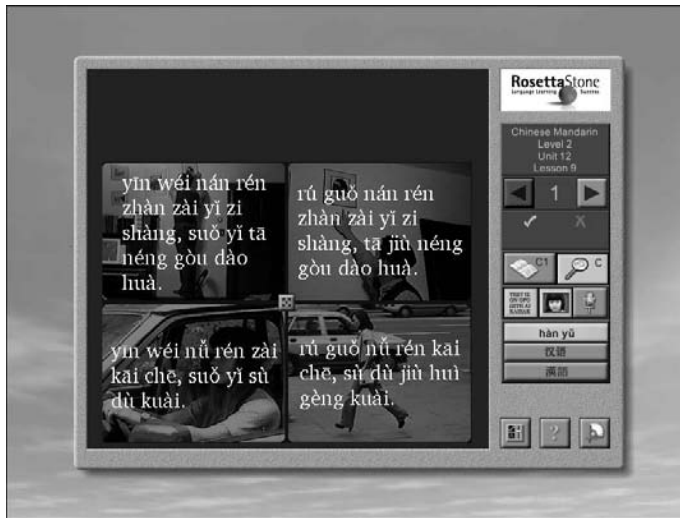 yīn wéi nán rén
zhàn zài yǐ zi
shàng, suǒ yǐ tā
néng gòu dào
huà.
rú guǒ nán rén
zhàn zài yǐ zi
shàng, tā jiù néng
gòu dào huà.
yīn wéi nǚ rén zài
kāi chē, suǒ yǐ sù
dù kuài.
rú guǒ nǚ rén kāi
chē, sù dù jiù huì
gèng kuài.
RosettaStone
Language Learning Success
Chinese Mandarin
Level 2
Unit 12
Lesson 9
1
X
C1
C
hàn yǔ
汉语
漢語
?